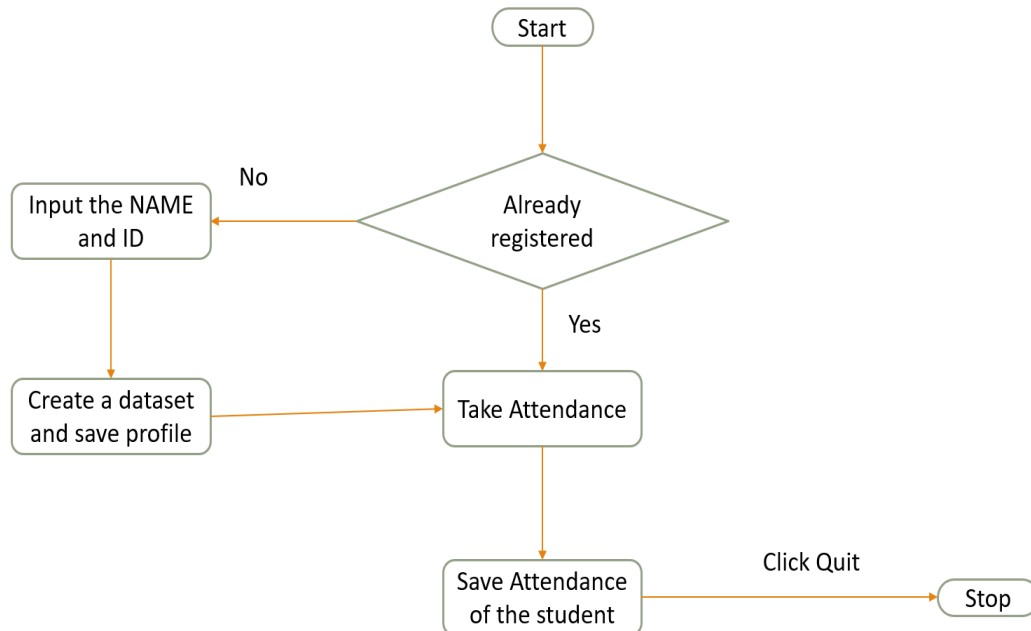 Start
No
Already
registered
Input the NAME
and ID
Yes
Create a dataset
and save profile
Take Attendance
Click Quit
Save Attendance
of the student
Stop